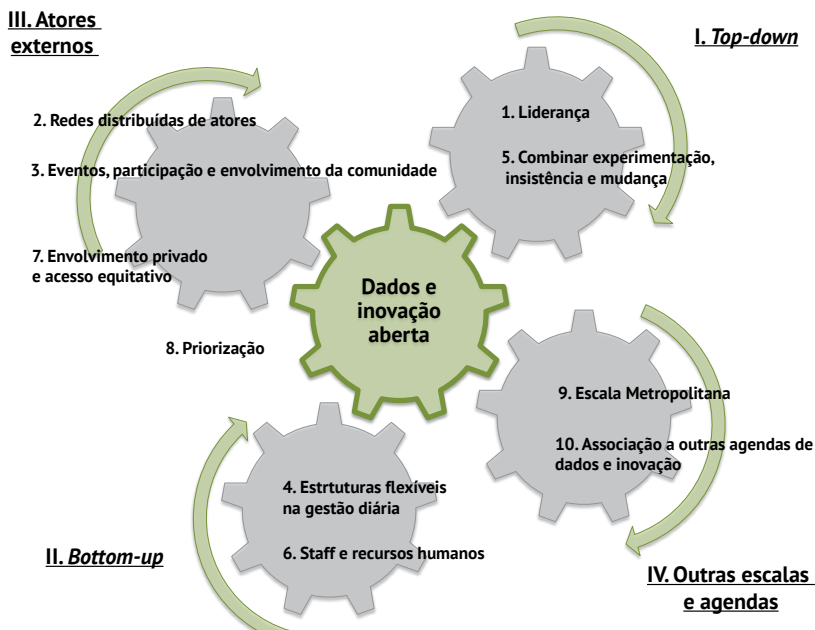 III. Atores
externos
2. Redes distribuídas de atores
3. Eventos, participação e envolvimento da comunidade
7. Envolvimento privado
e acesso equitativo
8. Priorização
I. Top-down
1. Liderança
5. Combinar experimentação,
insistência e mudança
Dados e
inovação
aberta
II. Bottom-up
4. Estrtuturas flexíveis
na gestão diária
6. Staff e recursos humanos
9. Escala Metropolitana
10. Associação a outras agendas de
dados e inovação
IV. Outras escalas
e agendas